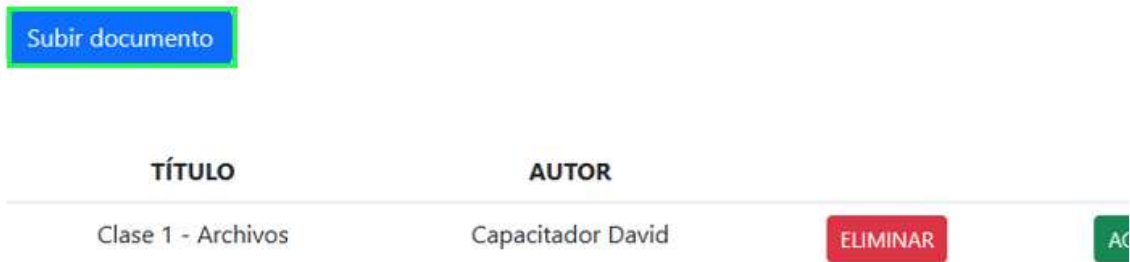 Subir documento
TÍTULO AUTOR
Clase 1 - Archivos Capacitador David ELIMINAR